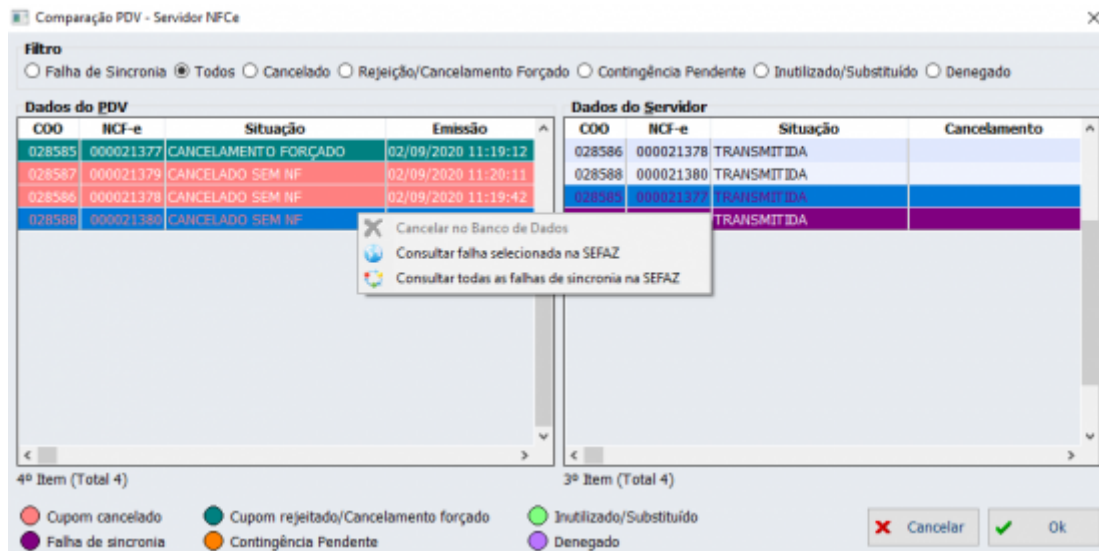 Comparação PDV - Servidor NFCe
Filtro
Falha de Sincronia Todos Cancelado Rejeição/Cancelamento Forçado Contingência Pendente Inutilizado/Substituído Denegado
Dados do PDV
COO NCF-e Situação Emissão
028585 000021377 CANCELAMENTO FORÇADO 02/09/2020 11:19:12
028587 000021379 CANCELADO SEM NF 02/09/2020 11:20:11
028586 000021378 CANCELADO SEM NF 02/09/2020 11:19:42
028588 000021380 CANCELADO SEM NF
Cancelar no Banco de Dados
Consultar falha selecionada na SEFAZ
Consultar todas as falhas de sincronia na SEFAZ
4º Item (Total 4)
Dados do Servidor
COO NCF-e Situação Cancelamento
028586 000021378 TRANSMITIDA
028588 000021380 TRANSMITIDA
028585 000021377 TRANSMITIDA
TRANSMITIDA
3º Item (Total 4)
Cupom cancelado Cupom rejeitado/Cancelamento forçado Inutilizado/Substituído
Falha de sincronia Contingência Pendente Denegado
Cancelar Ok